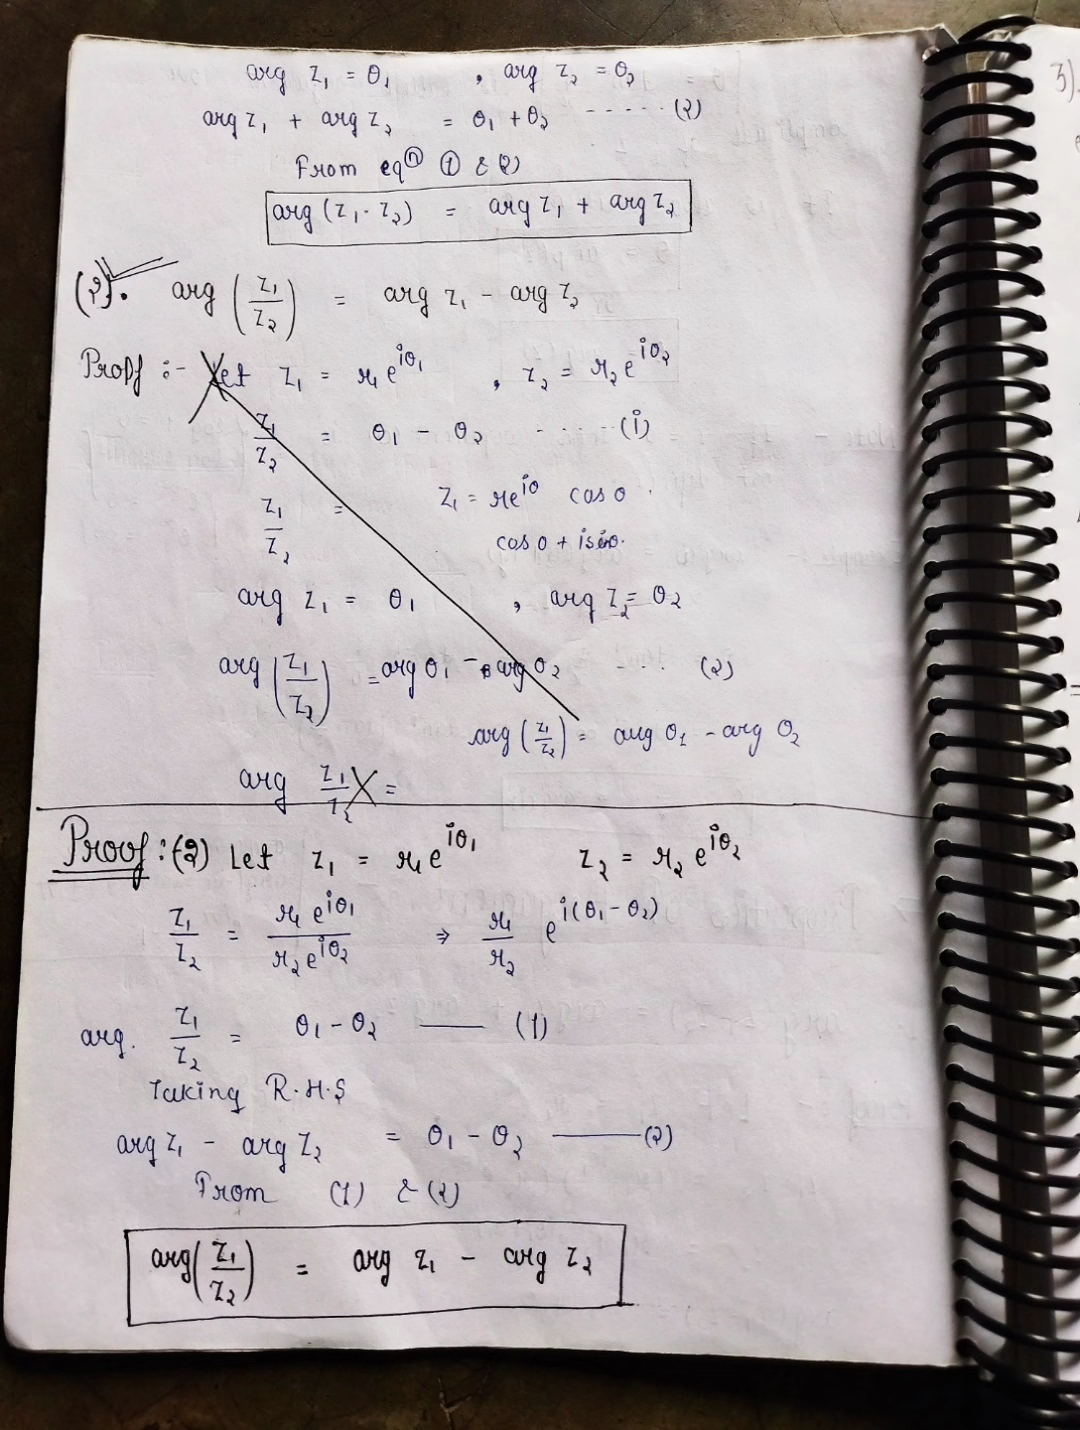 arg z₁ = θ₁ , arg z₂ = θ₂
arg z₁ + arg z₂ = θ₁ + θ₂ ------ (2)
From eqⓝ ① & (2)
arg (z₁· z₂) = arg z₁ + arg z₂
(2). arg (z₁/z₂) = arg z₁ - arg z₂
Proof :- Let z₁ = r₁ e^iθ₁ , z₂ = r₂ e^iθ₂
z₁/z₂ = θ₁ - θ₂ - ---- (i)
z₁/z₂ = z₁ = re^iθ cos θ .
cos θ + isinθ.
arg z₁ = θ₁ , arg z₂ = θ₂
arg (z₁/z₂) = arg θ₁ - arg θ₂ --- (2)
arg (z₁/z₂) = arg θ₁ - arg θ₂
arg z₁/z₂ =
Proof : (2) Let z₁ = r₁ e^iθ₁ z₂ = r₂ e^iθ₂
z₁/z₂ = r₁ e^iθ₁ / r₂ e^iθ₂ ⇒ r₁/r₂ e^i(θ₁ - θ₂)
arg. z₁/z₂ = θ₁ - θ₂ —— (1)
Taking R.H.S
arg z₁ - arg z₂ = θ₁ - θ₂ ——— (2)
From (1) & (2)
arg(z₁/z₂) = arg z₁ - arg z₂
3).